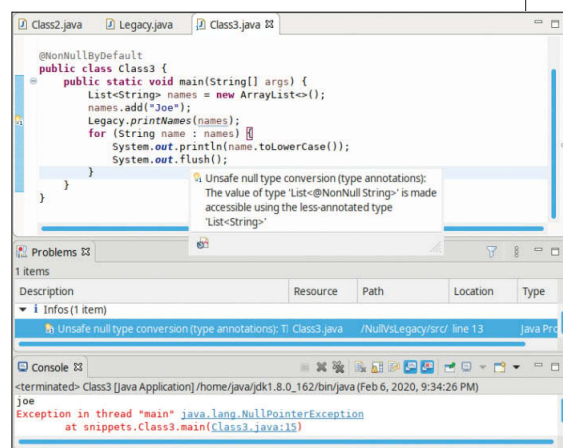 Class2.java Legacy.java Class3.java
@NonNullByDefault
public class Class3 {
public static void main(String[] args) {
List<String> names = new ArrayList<>();
names.add("Joe");
Legacy.printNames(names);
for (String name : names) {
System.out.println(name.toLowerCase());
System.out.flush();
}
}
}
Unsafe null type conversion (type annotations):
The value of type 'List<@NonNull String>' is made
accessible using the less-annotated type
'List<String>'
Problems
1 items
Description Resource Path Location Type
Infos (1 item)
Unsafe null type conversion (type annotations): Class3.java /NullVsLegacy/src/ line 13 Java Pro
Console
<terminated> Class3 [Java Application] /home/java/jdk1.8.0_162/bin/java (Feb 6, 2020, 9:34:26 PM)
joe
Exception in thread "main" java.lang.NullPointerException
at snippets.Class3.main(Class3.java:15)